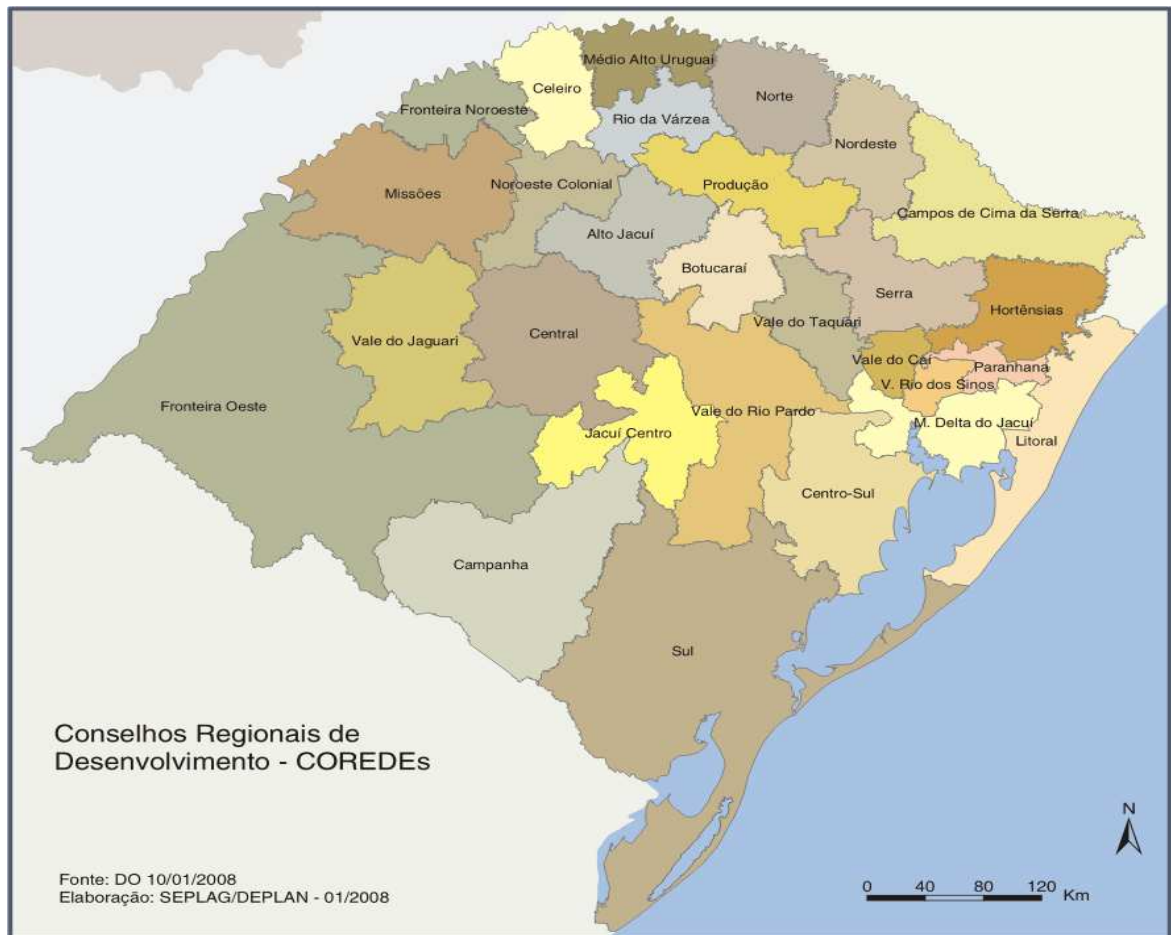 Médio Alto Uruguai
Celeiro
Norte
Fronteira Noroeste
Rio da Várzea
Nordeste
Missões
Noroeste Colonial
Produção
Campos de Cima da Serra
Alto Jacuí
Botucaraí
Serra
Hortênsias
Vale do Jaguari
Central
Vale do Taquari
Vale do Caí
Paranhana
V. Rio dos Sinos
Fronteira Oeste
Vale do Rio Pardo
M. Delta do Jacuí
Jacuí Centro
Litoral
Centro-Sul
Campanha
Sul
Conselhos Regionais de
Desenvolvimento - COREDEs
N
Fonte: DO 10/01/2008
Elaboração: SEPLAG/DEPLAN - 01/2008
0 40 80 120 Km